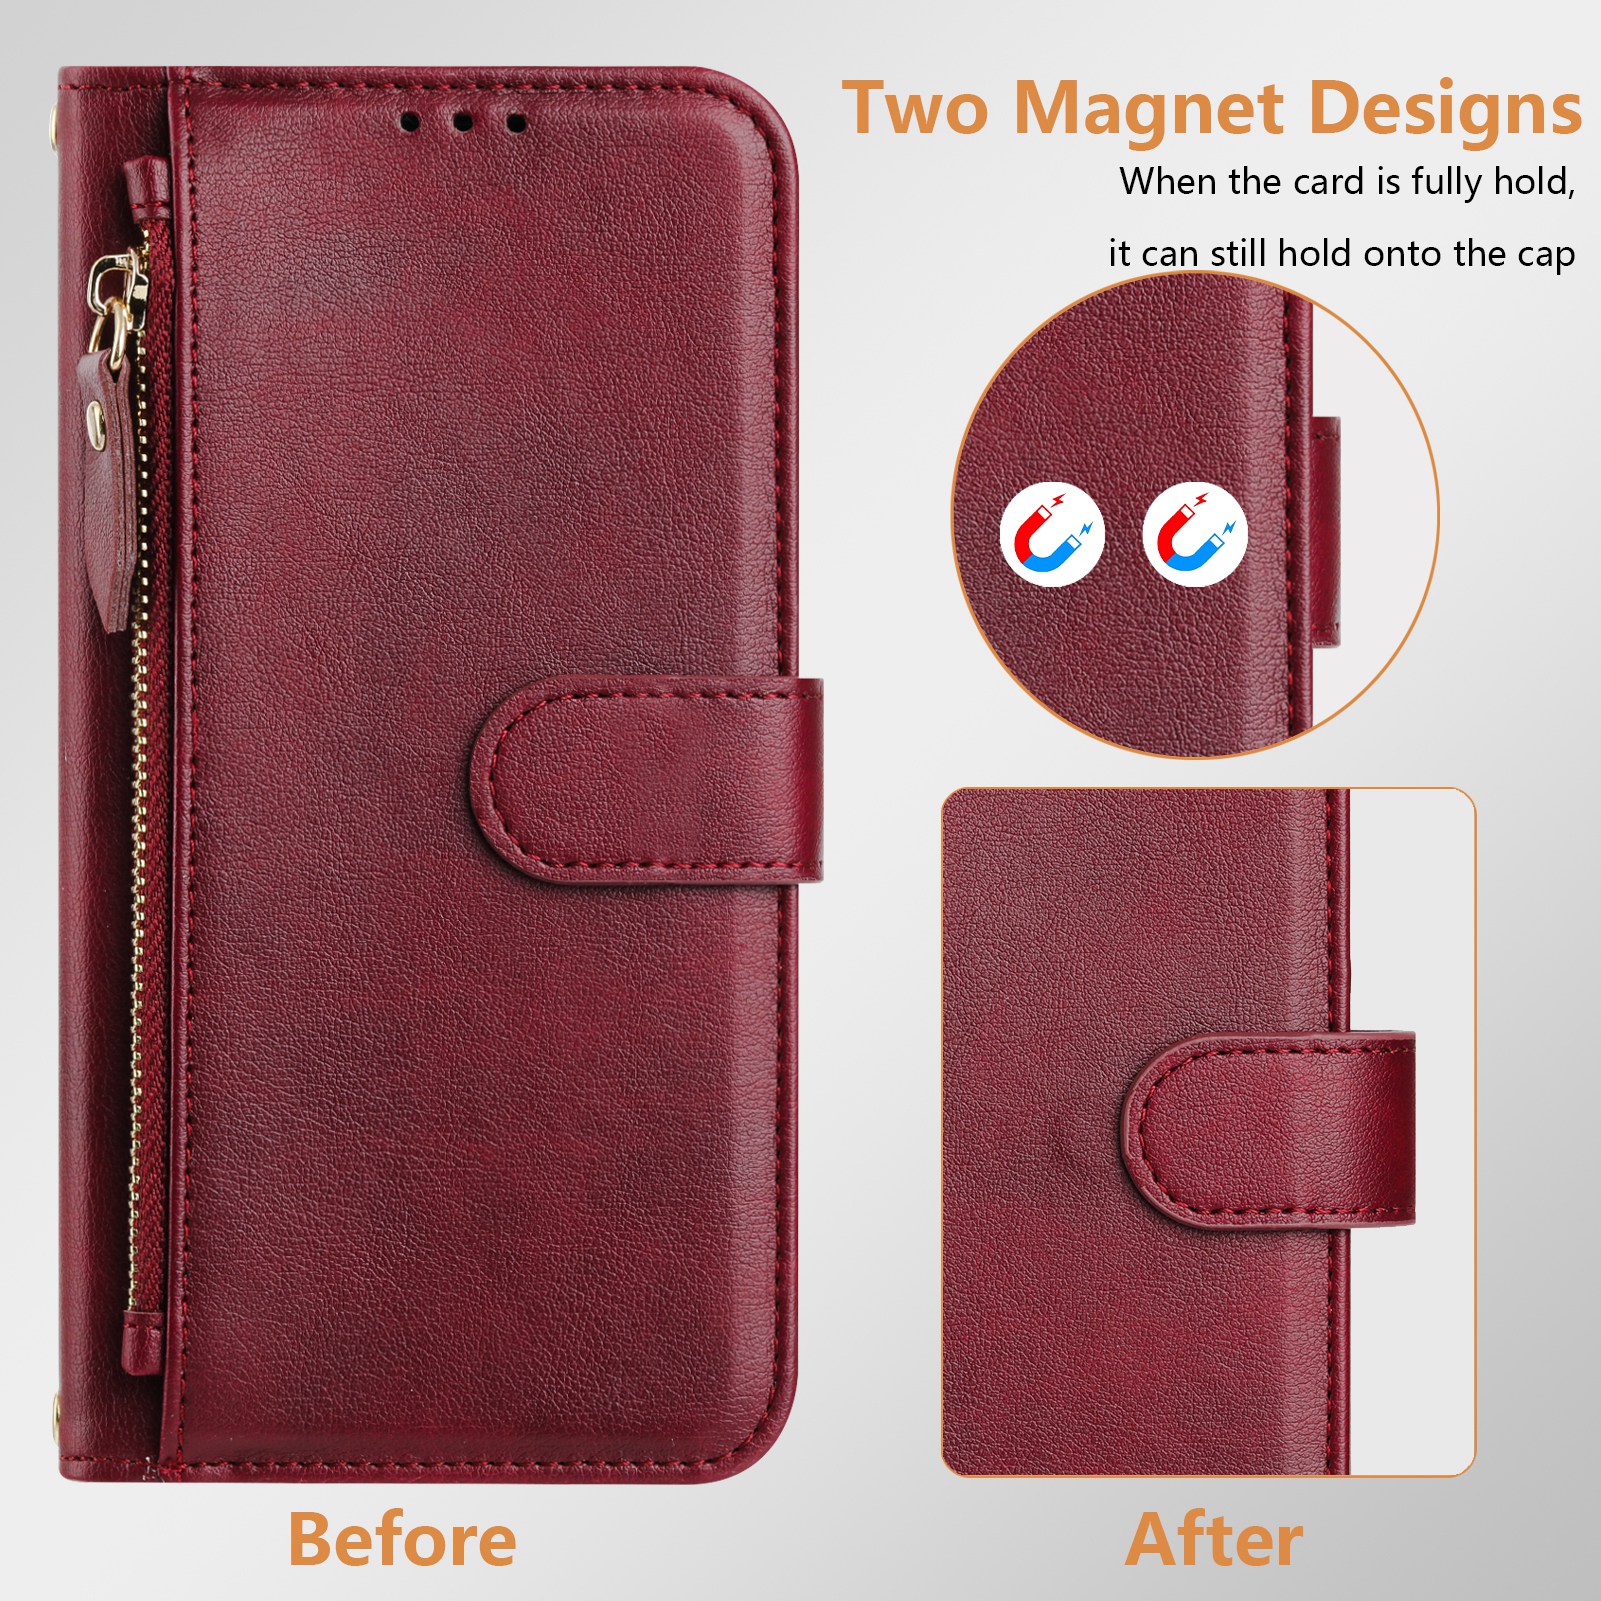 Two Magnet Designs
When the card is fully hold,
it can still hold onto the cap
Before
After